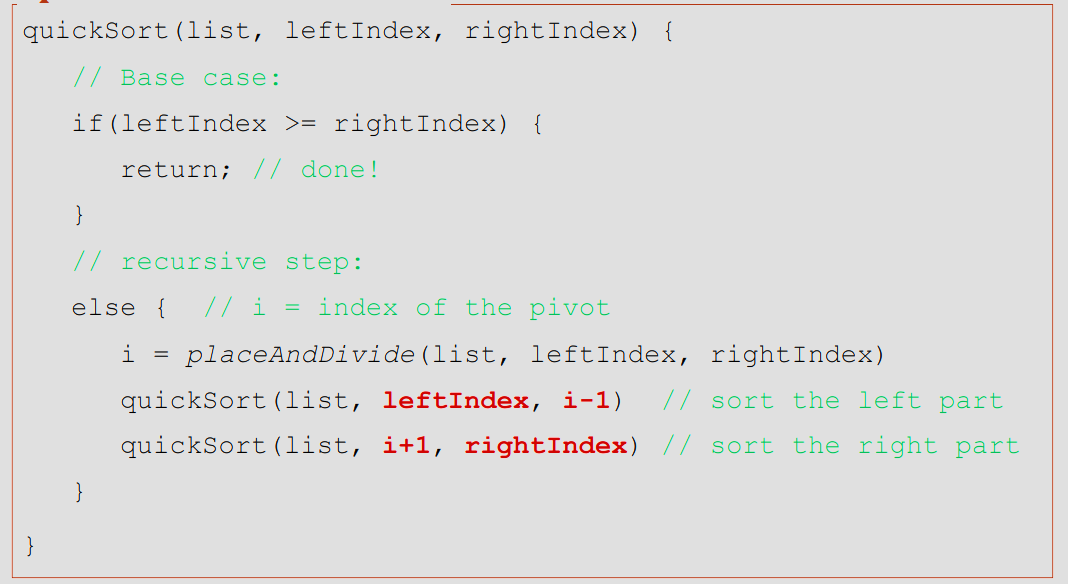 quickSort(list, leftIndex, rightIndex) {
// Base case:
if(leftIndex >= rightIndex) {
return; // done!
}
// recursive step:
else { // i = index of the pivot
i = placeAndDivide(list, leftIndex, rightIndex)
quickSort(list, leftIndex, i-1) // sort the left part
quickSort(list, i+1, rightIndex) // sort the right part
}
}